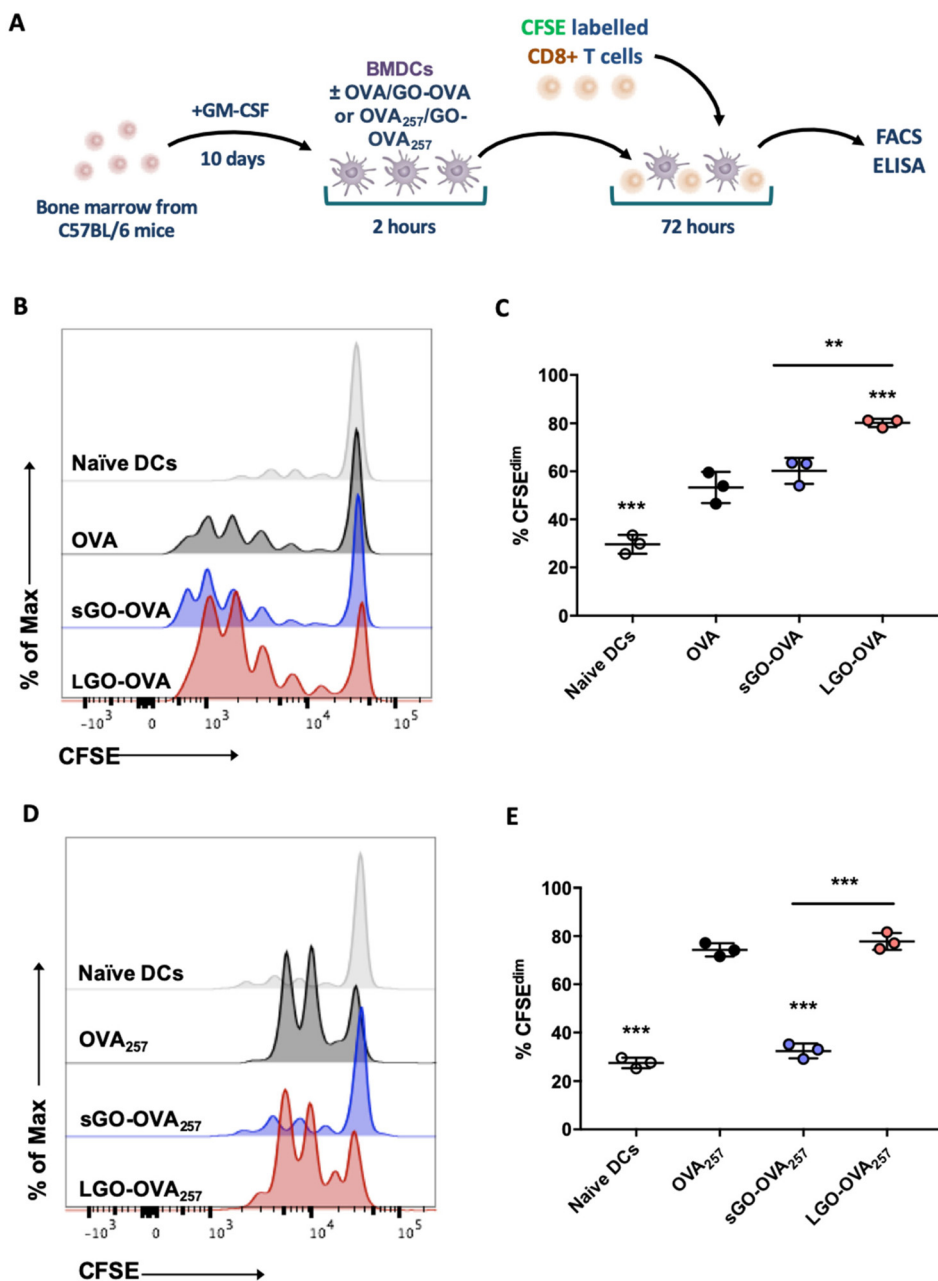 A
+GM-CSF
10 days
Bone marrow from
C57BL/6 mice
BMDCs
± OVA/GO-OVA
or OVA₂₅₇/GO-
OVA₂₅₇
2 hours
CFSE labelled
CD8+ T cells
72 hours
FACS
ELISA
B
% of Max
Naïve DCs
OVA
sGO-OVA
LGO-OVA
-10³ 0 10³ 10⁴ 10⁵
CFSE
C
% CFSEᵈⁱᵐ
**
***
***
100
80
60
40
20
0
Naive DCs
OVA
sGO-OVA
LGO-OVA
D
% of Max
Naïve DCs
OVA₂₅₇
sGO-OVA₂₅₇
LGO-OVA₂₅₇
-10³ 0 10³ 10⁴ 10⁵
CFSE
E
% CFSEᵈⁱᵐ
***
***
***
100
80
60
40
20
0
Naive DCs
OVA₂₅₇
sGO-OVA₂₅₇
LGO-OVA₂₅₇